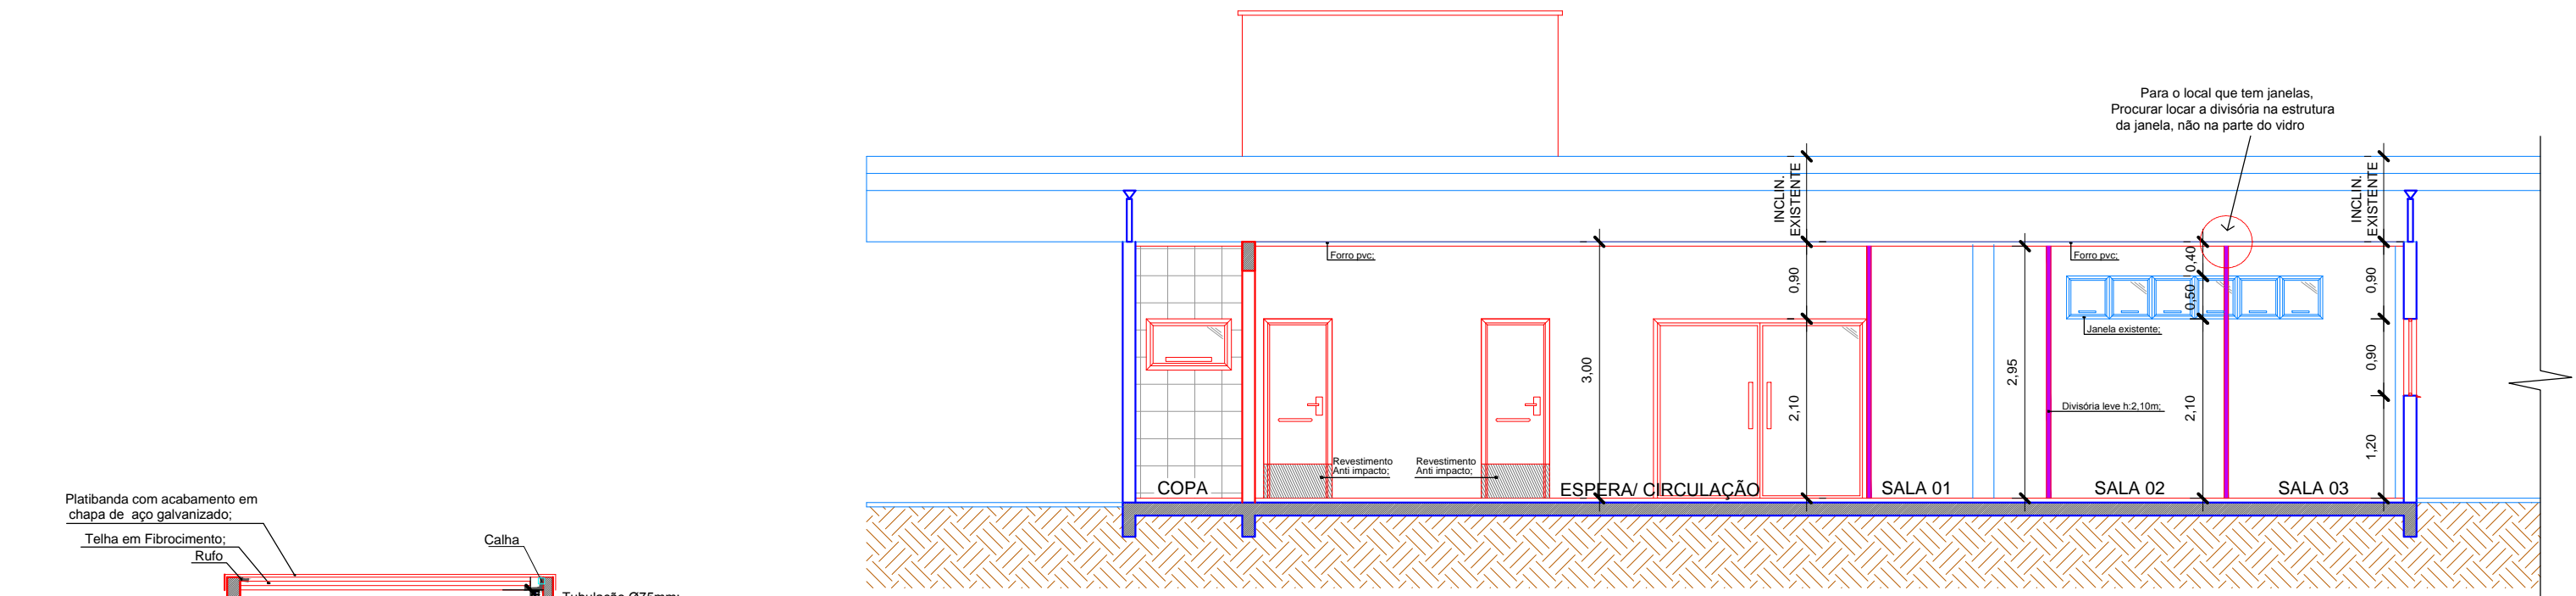 Para o local que tem janelas,
Procurar locar a divisória na estrutura
da janela, não na parte do vidro
INCLIN.
EXISTENTE
INCLIN.
EXISTENTE
Forro pvc;
Forro pvc;
0,40
0,90
0,50
0,90
Janela existente;
3,00
2,95
0,90
2,10
Divisória leve h:2,10m;
2,10
1,20
Revestimento
Anti impacto;
Revestimento
Anti impacto;
COPA
ESPERA/ CIRCULAÇÃO
SALA 01
SALA 02
SALA 03
Platibanda com acabamento em
chapa de aço galvanizado;
Telha em Fibrocimento;
Rufo
Calha
Tubulação Ø75mm;